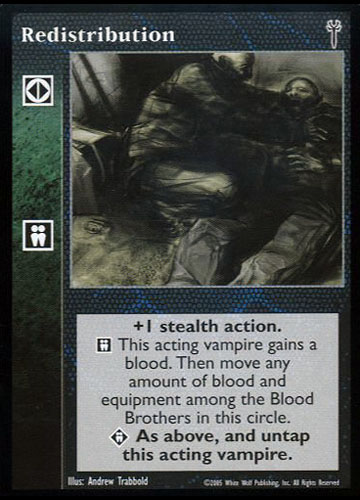 Redistribution
+1 stealth action.
This acting vampire gains a
blood. Then move any
amount of blood and
equipment among the Blood
Brothers in this circle.
As above, and untap
this acting vampire.
Illus: Andrew Trabbold
©2005 White Wolf Publishing, Inc. All Rights Reserved